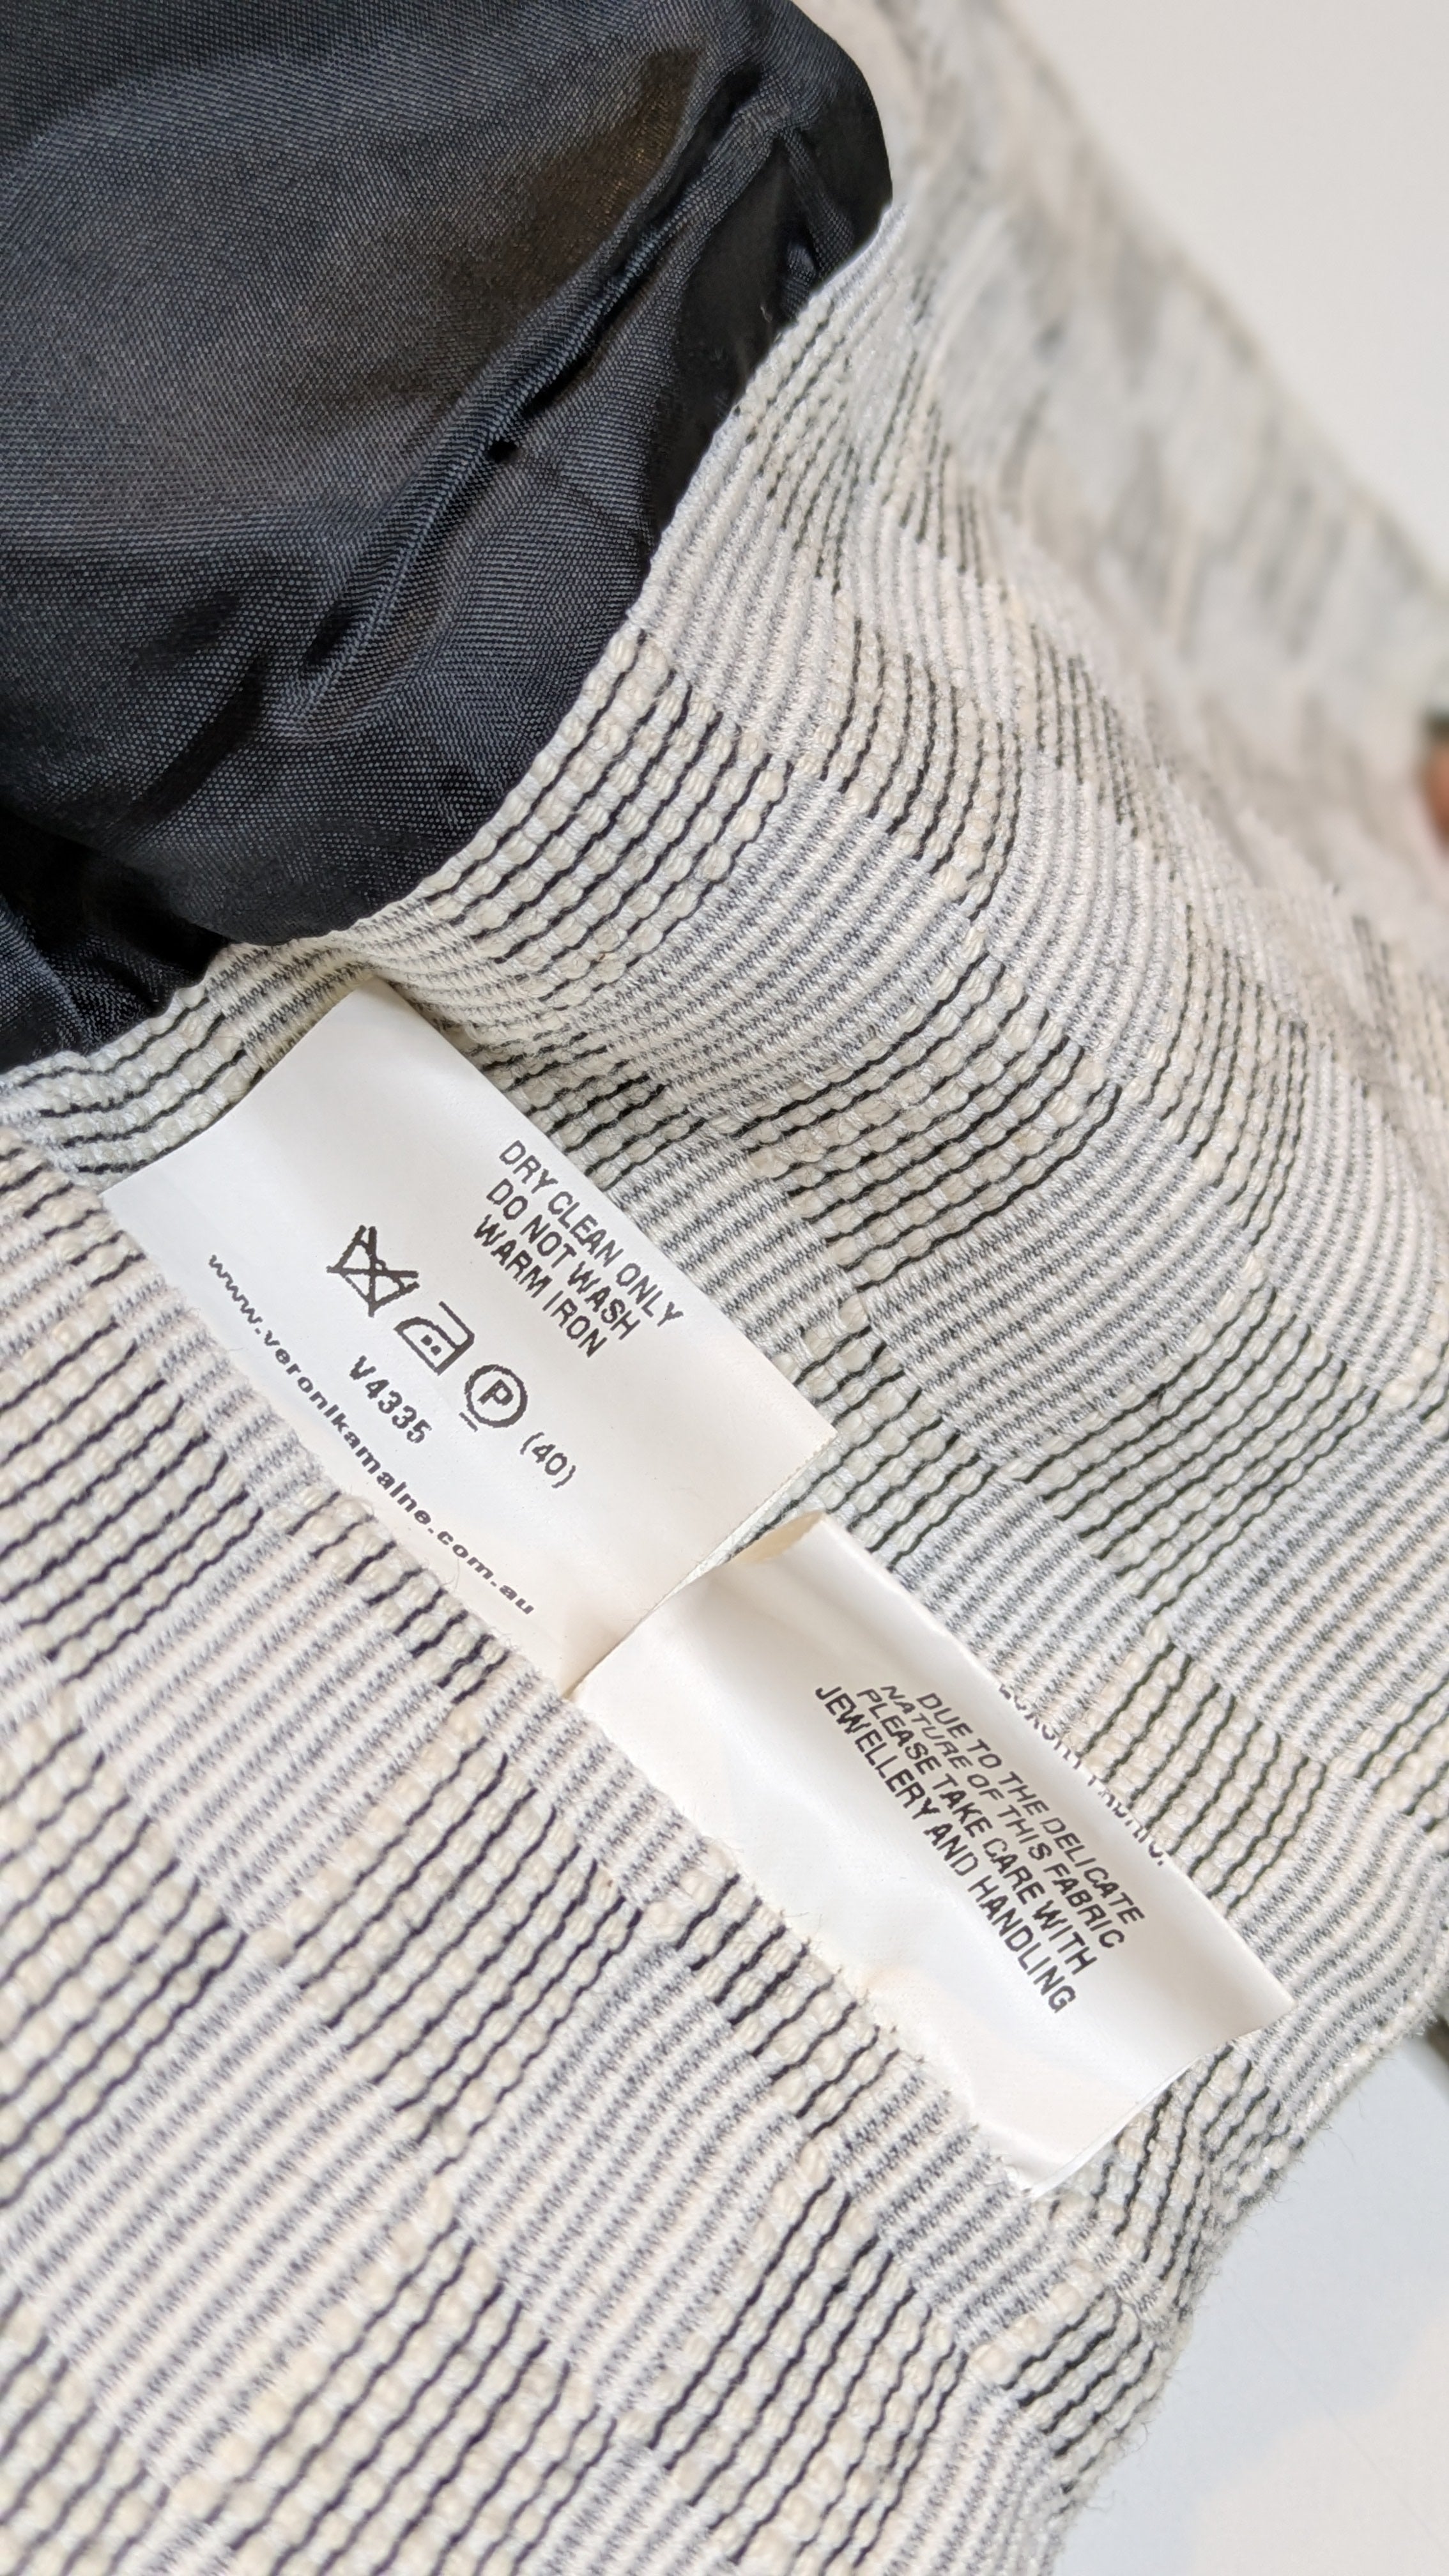 DRY CLEAN ONLY
DO NOT WASH
WARM IRON
P
(40)
V4335
www.veronikamaine.com.au
DUE TO THE DELICATE
NATURE OF THIS FABRIC
PLEASE TAKE CARE WITH
JEWELLERY AND HANDLING